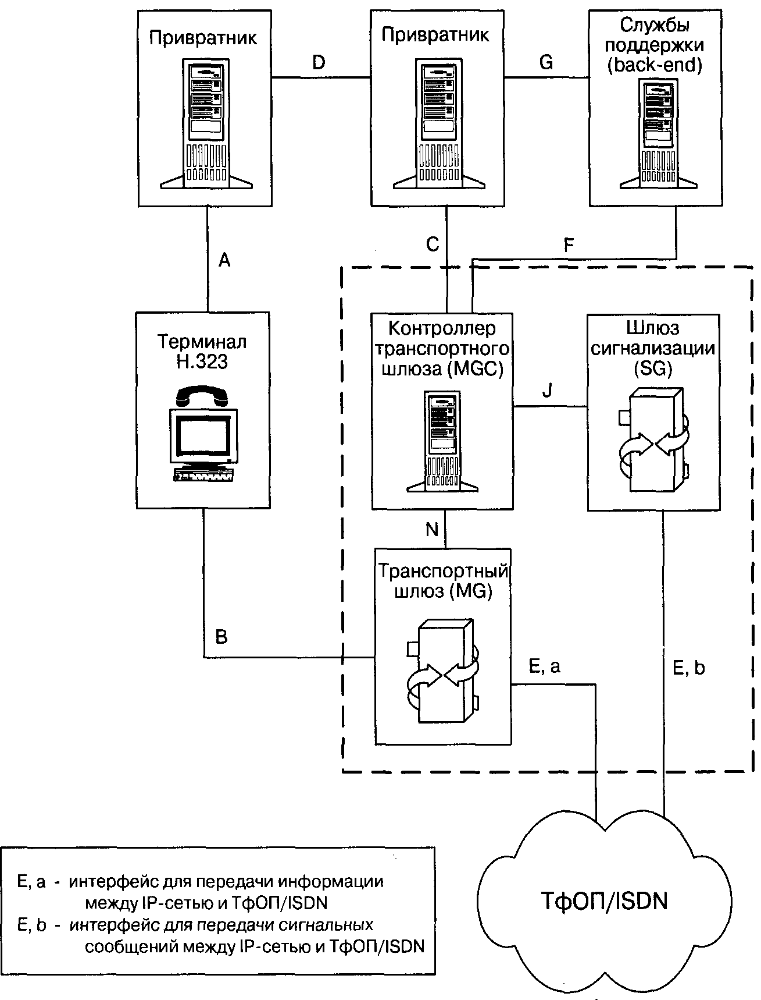 Привратник
D
Привратник
G
Службы
поддержки
(back-end)
A
C
F
Терминал
H.323
Контроллер
транспортного
шлюза (MGC)
J
Шлюз
сигнализации
(SG)
N
Транспортный
шлюз (MG)
B
E, a
E, b
E, a - интерфейс для передачи информации
между IP-сетью и ТфОП/ISDN
E, b - интерфейс для передачи сигнальных
сообщений между IP-сетью и ТфОП/ISDN
ТфОП/ISDN